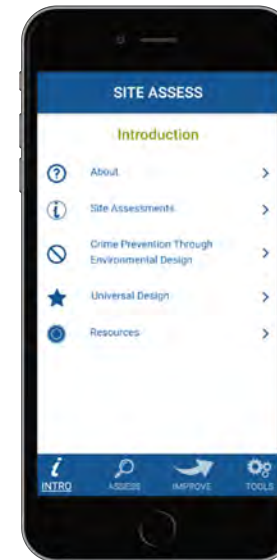 SITE ASSESS
Introduction
About
Site Assessments
Crime Prevention Through
Environmental Design
Universal Design
Resources
INTRO
ASSESS
IMPROVE
TOOLS